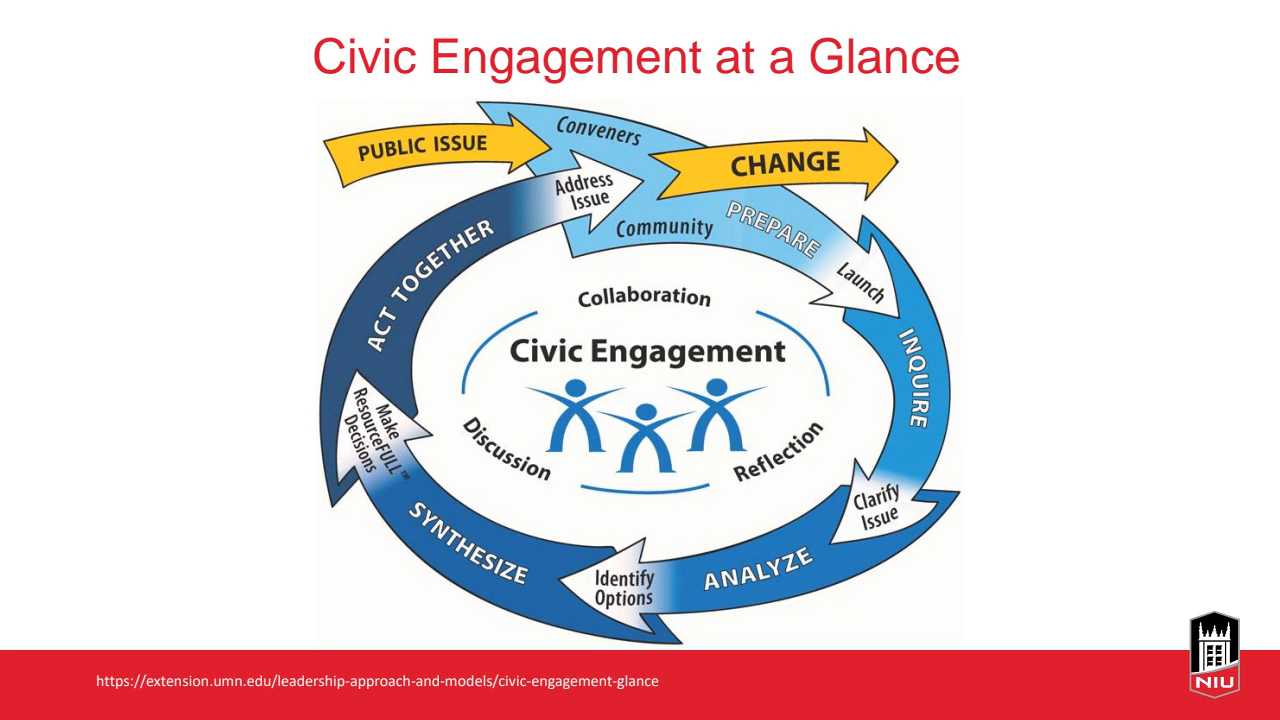 Civic Engagement at a Glance
PUBLIC ISSUE
Conveners
CHANGE
Address
Issue
Community
PREPARE
Launch
INQUIRE
Clarify
Issue
ANALYZE
Identify
Options
SYNTHESIZE
Make
ResourceFULL™
Decisions
ACT TOGETHER
Collaboration
Civic Engagement
Discussion
Reflection
https://extension.umn.edu/leadership-approach-and-models/civic-engagement-glance
NIU